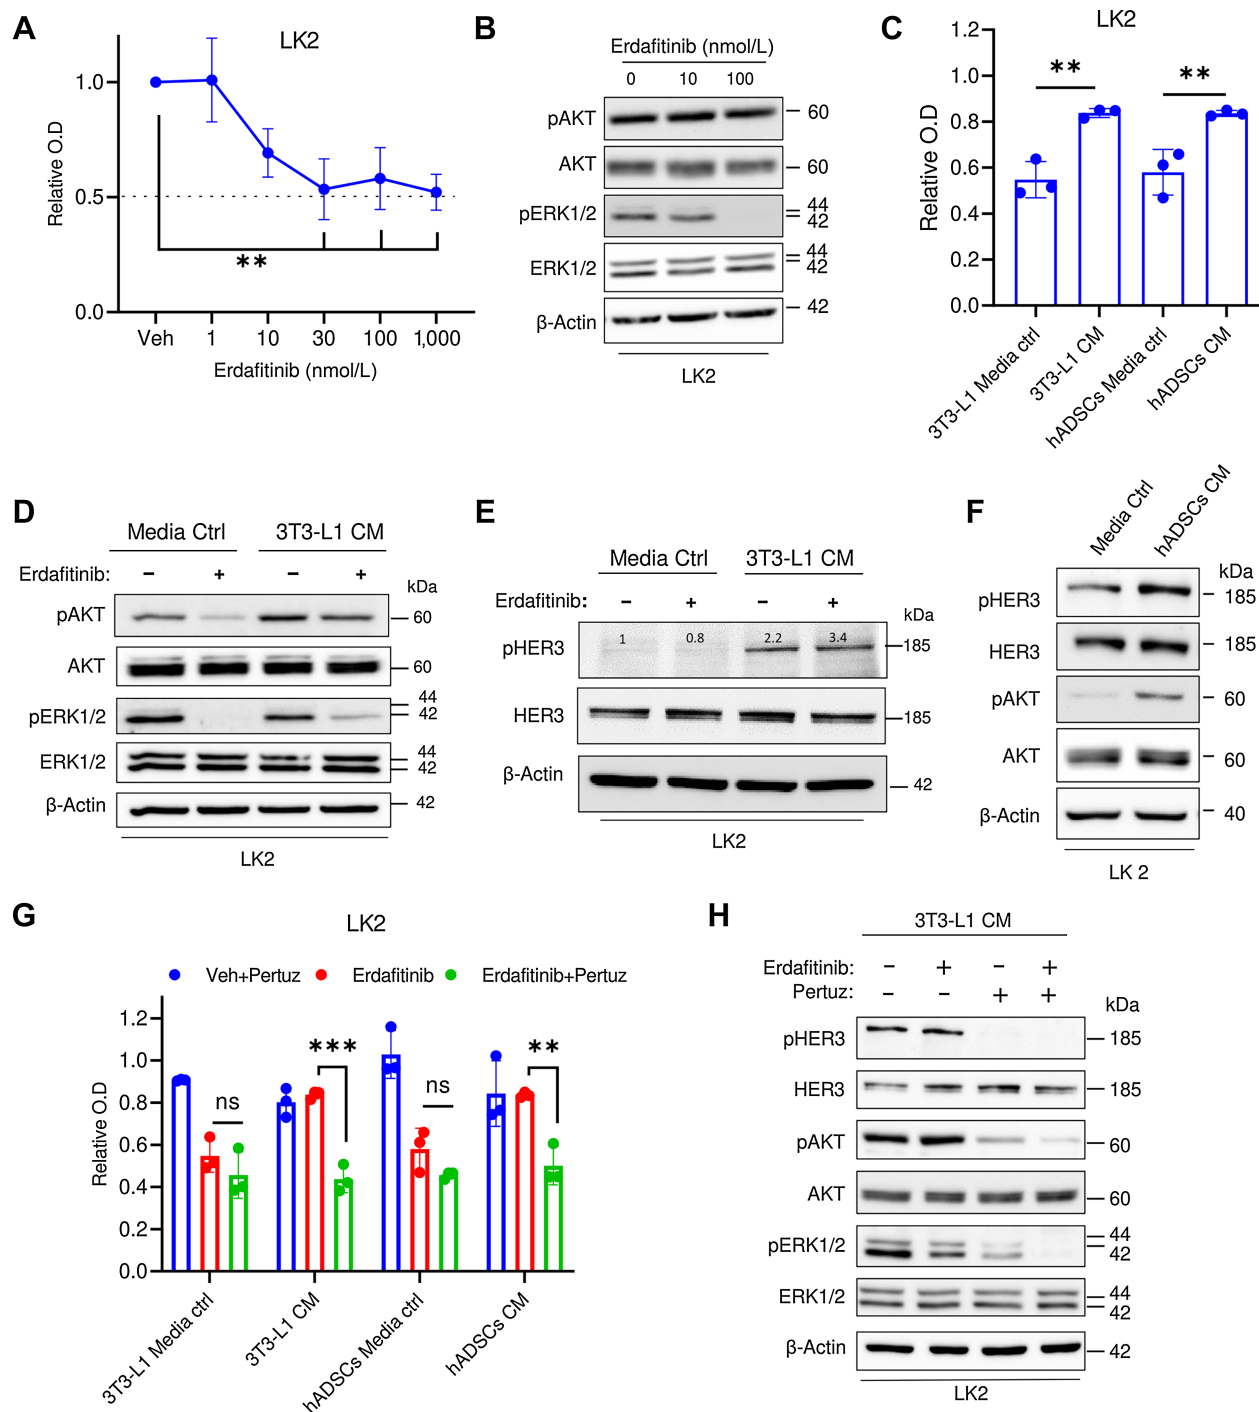 A
LK2
Relative O.D
1.0
0.5
0.0
**
Veh 1 10 30 100 1,000
Erdafitinib (nmol/L)
B
Erdafitinib (nmol/L)
0 10 100
pAKT 60
AKT 60
pERK1/2 44
42
ERK1/2 44
42
β-Actin 42
LK2
C
LK2
Relative O.D
1.2
1.0
0.8
0.6
0.4
0.2
0.0
** **
3T3-L1 Media ctrl
3T3-L1 CM
hADSCs Media ctrl
hADSCs CM
D
Media Ctrl 3T3-L1 CM
Erdafitinib: − + − +
kDa
pAKT 60
AKT 60
pERK1/2 44
42
ERK1/2 44
42
β-Actin 42
LK2
E
Media Ctrl 3T3-L1 CM
Erdafitinib: − + − +
kDa
pHER3 1 0.8 2.2 3.4 185
HER3 185
β-Actin 42
LK2
F
Media Ctrl
hADSCs CM
kDa
pHER3 185
HER3 185
pAKT 60
AKT 60
β-Actin 40
LK 2
G
LK2
Veh+Pertuz Erdafitinib Erdafitinib+Pertuz
Relative O.D
1.2
1.0
0.8
0.6
0.4
0.2
0.0
ns *** ns **
3T3-L1 Media ctrl
3T3-L1 CM
hADSCs Media ctrl
hADSCs CM
H
3T3-L1 CM
Erdafitinib: − + − +
Pertuz: − − + +
kDa
pHER3 185
HER3 185
pAKT 60
AKT 60
pERK1/2 44
42
ERK1/2 44
42
β-Actin 42
LK2